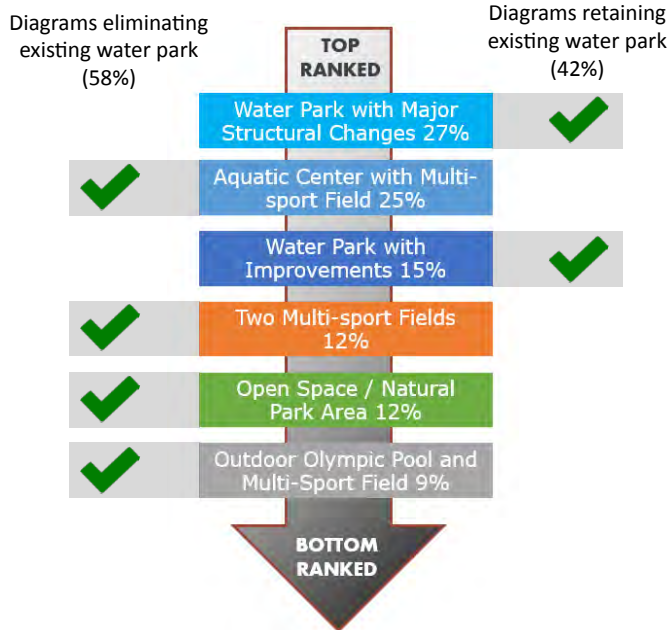 Diagrams eliminating
existing water park
(58%)
Diagrams retaining
existing water park
(42%)
TOP
RANKED
Water Park with Major
Structural Changes 27%
Aquatic Center with Multi-
sport Field 25%
Water Park with
Improvements 15%
Two Multi-sport Fields
12%
Open Space / Natural
Park Area 12%
Outdoor Olympic Pool and
Multi-Sport Field 9%
BOTTOM
RANKED